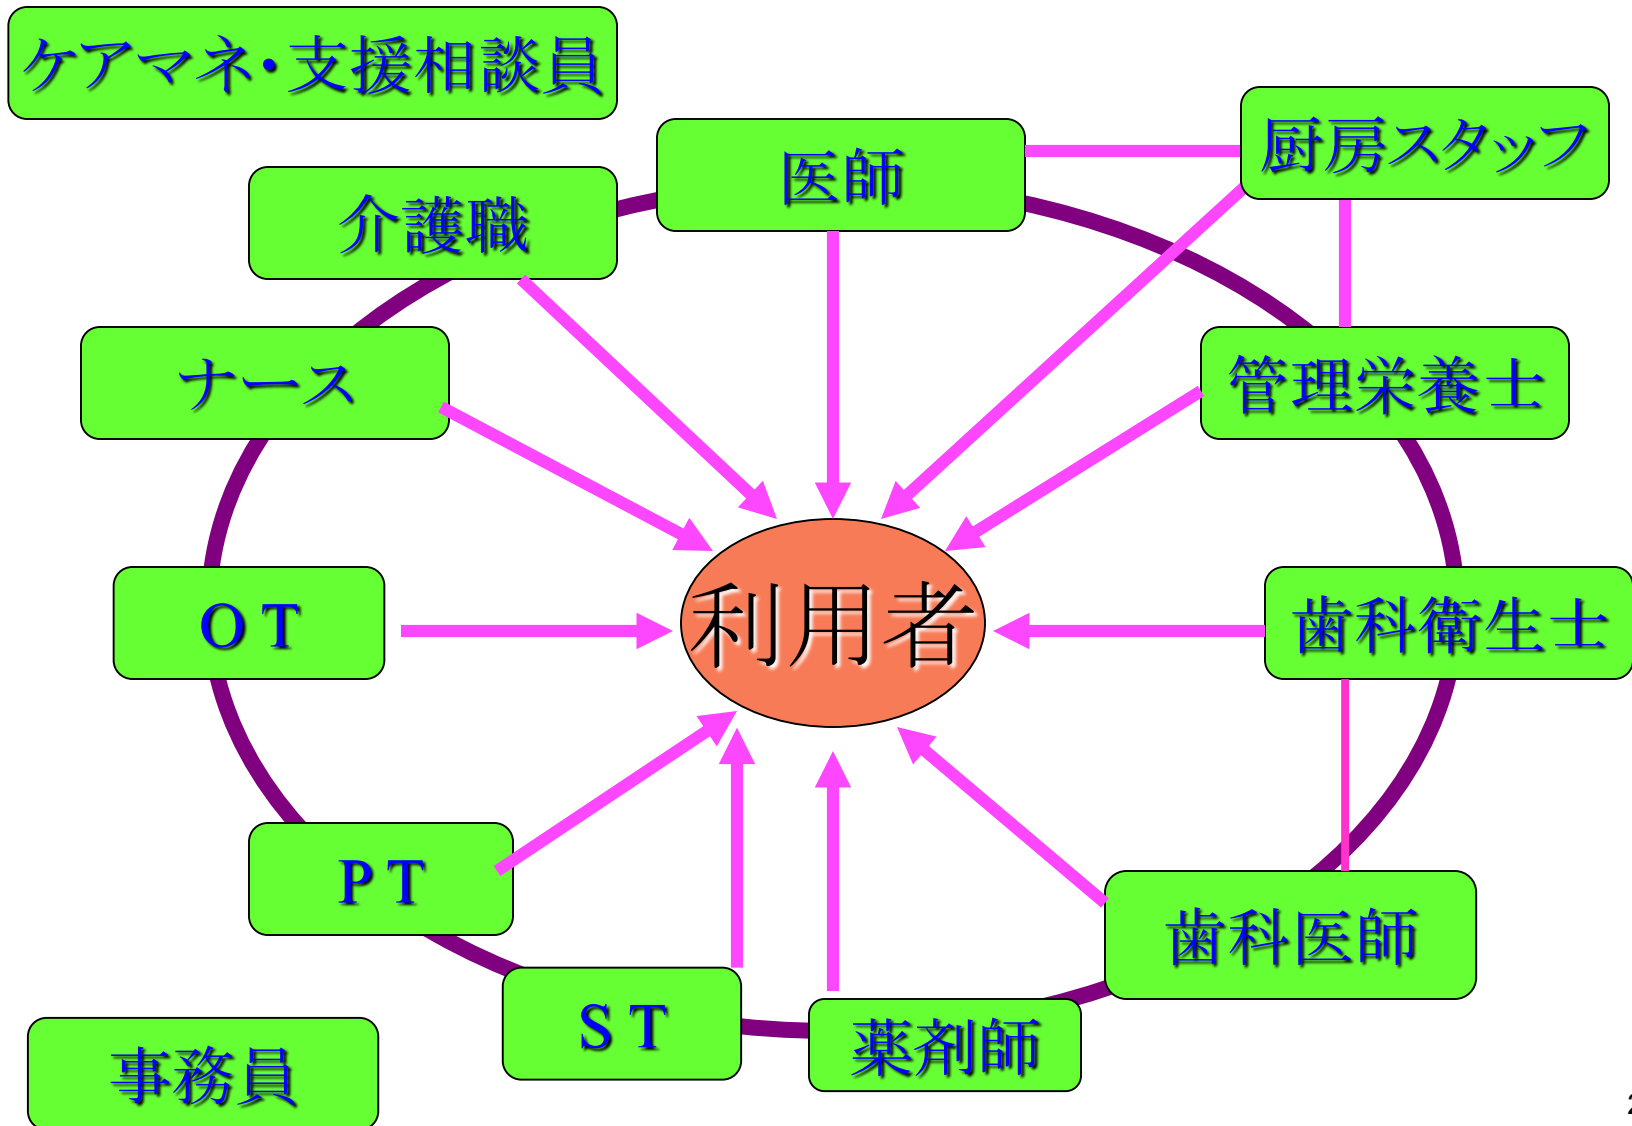 ケアマネ・支援相談員
厨房スタッフ
医師
介護職
ナース
管理栄養士
OT
利用者
歯科衛生士
PT
歯科医師
ST
薬剤師
事務員
2